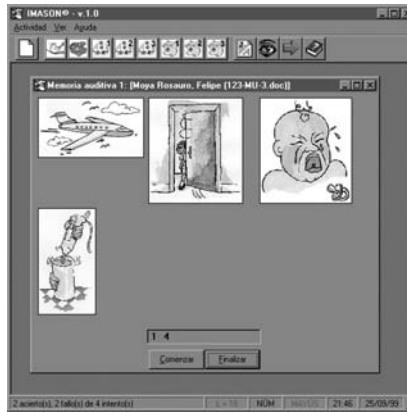 IMASON® - v.1.0
Actividad Ver Ayuda
Memoria auditiva 1: [Moya Rosauro, Felipe (123-MU-3.doc)]
1 4
Comenzar Finalizar
2 acierto(s), 2 fallo(s) de 4 intento(s) NÚM MAYÚS 21:46 25/09/99